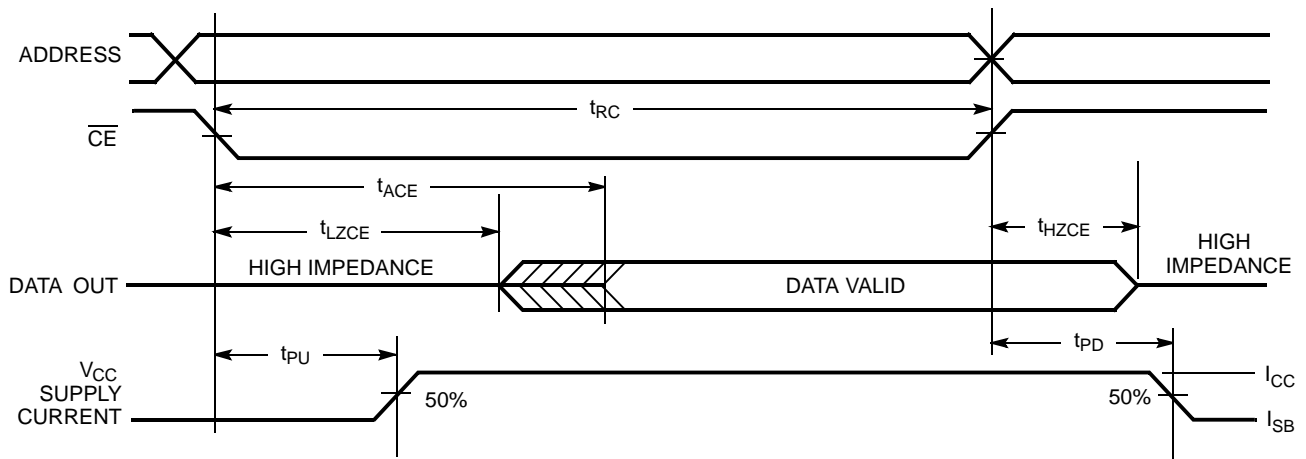 ADDRESS
tRC
CE
tACE
tLZCE
tHZCE
HIGH IMPEDANCE
HIGH
IMPEDANCE
DATA OUT
DATA VALID
tPU
tPD
VCC
SUPPLY
CURRENT
50%
50%
ICC
ISB